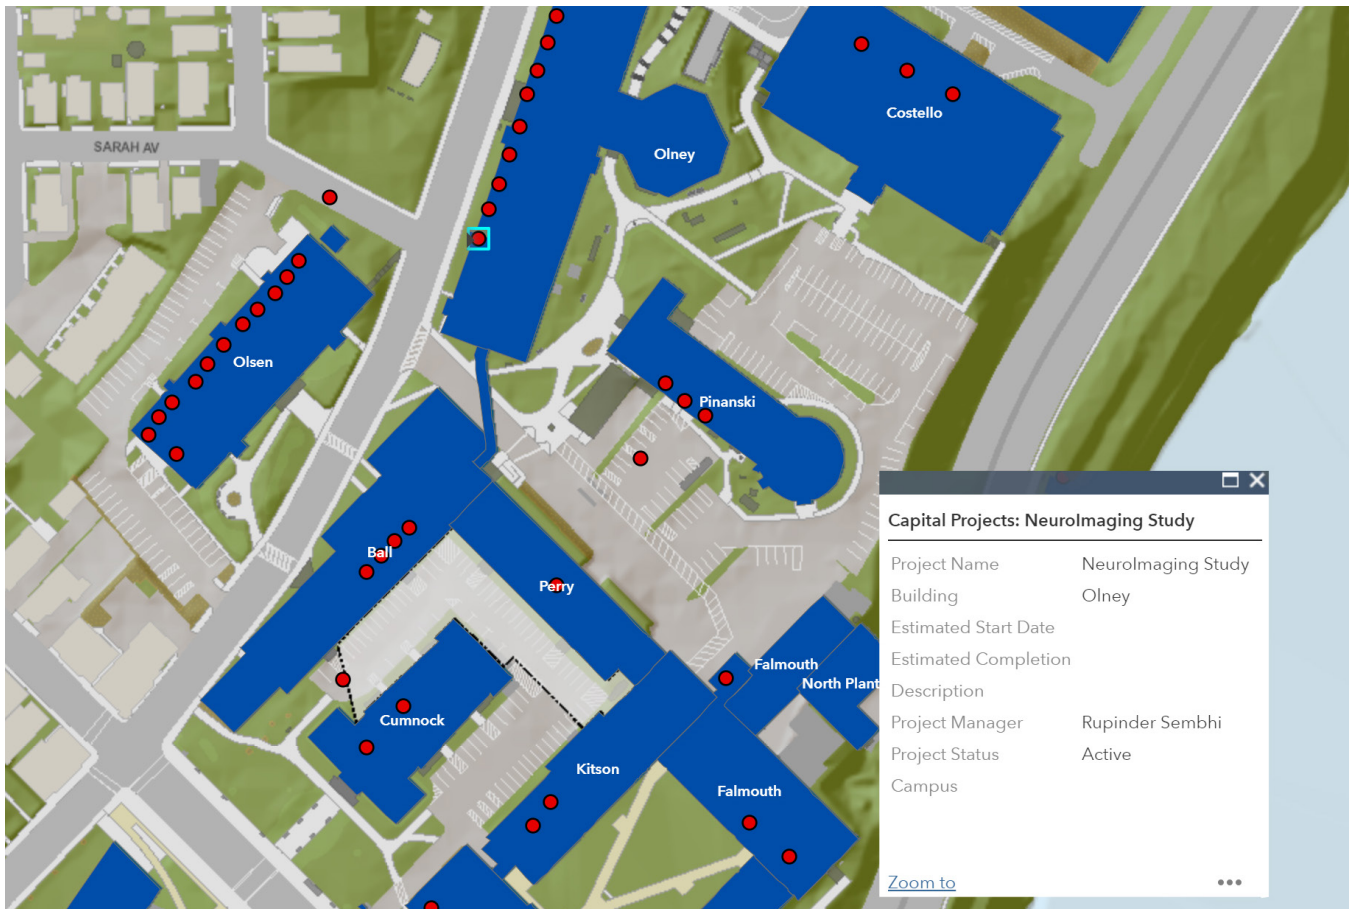 Costello
SARAH AV
Olney
Olsen
Pinanski
Ball
Perry
Falmouth
North Plant
Cumnock
Kitson
Falmouth
Capital Projects: NeuroImaging Study
Project Name NeuroImaging Study
Building Olney
Estimated Start Date
Estimated Completion
Description
Project Manager Rupinder Sembhi
Project Status Active
Campus
Zoom to